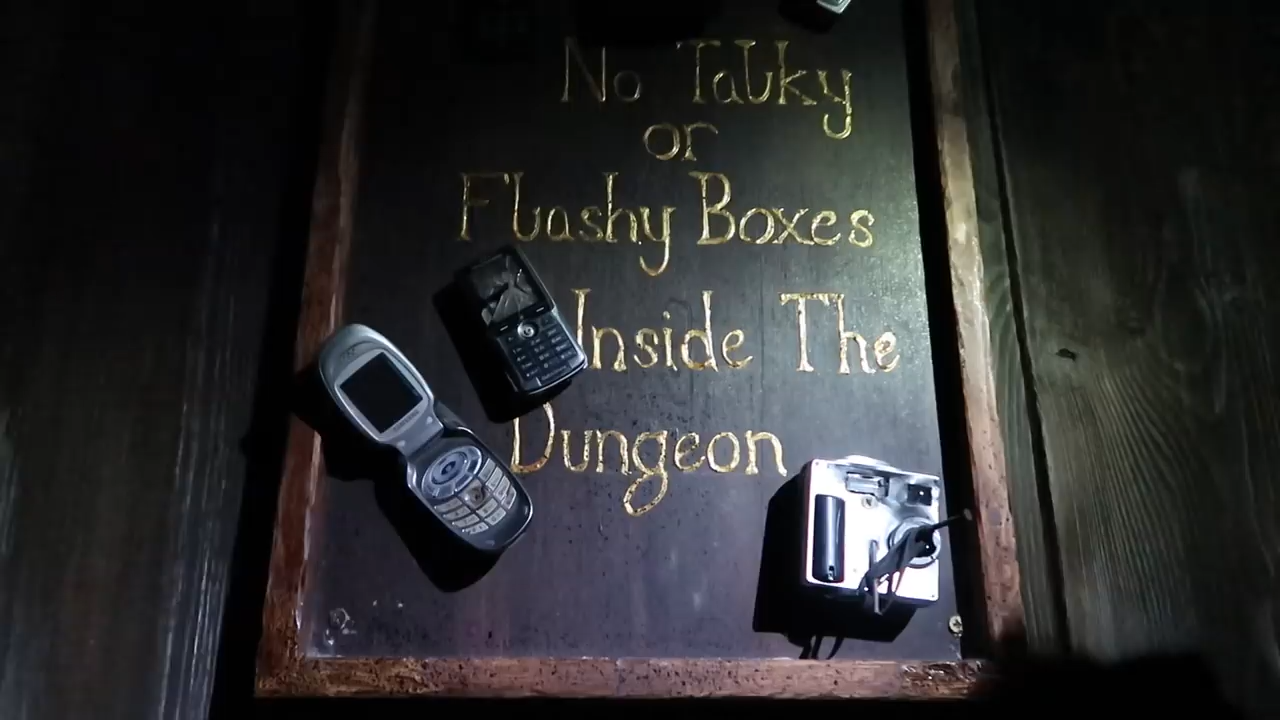 No Talky
or
Flashy Boxes
Inside The
Dungeon